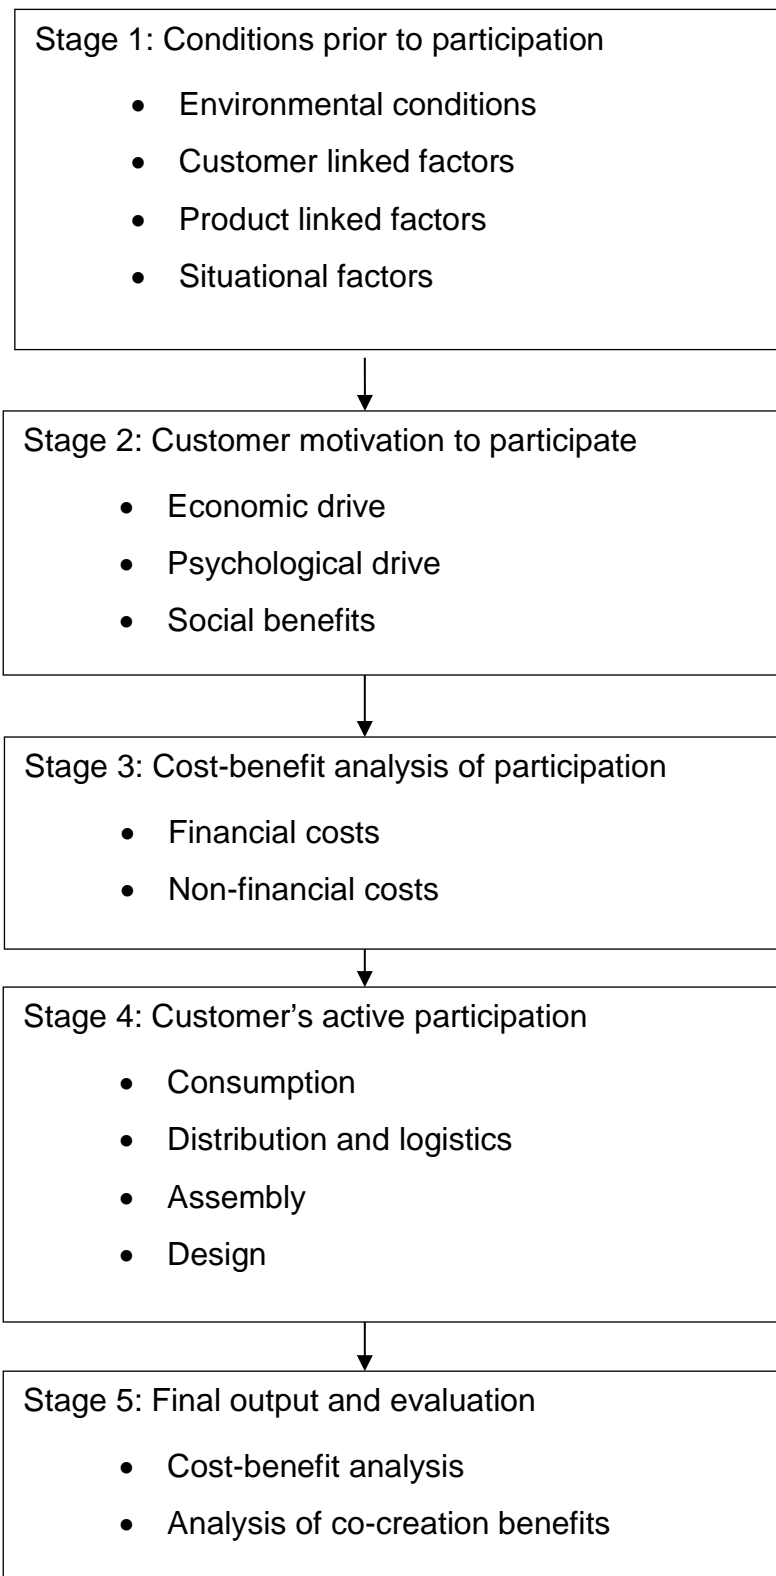 Stage 1: Conditions prior to participation
• Environmental conditions
• Customer linked factors
• Product linked factors
• Situational factors
Stage 2: Customer motivation to participate
• Economic drive
• Psychological drive
• Social benefits
Stage 3: Cost-benefit analysis of participation
• Financial costs
• Non-financial costs
Stage 4: Customer’s active participation
• Consumption
• Distribution and logistics
• Assembly
• Design
Stage 5: Final output and evaluation
• Cost-benefit analysis
• Analysis of co-creation benefits